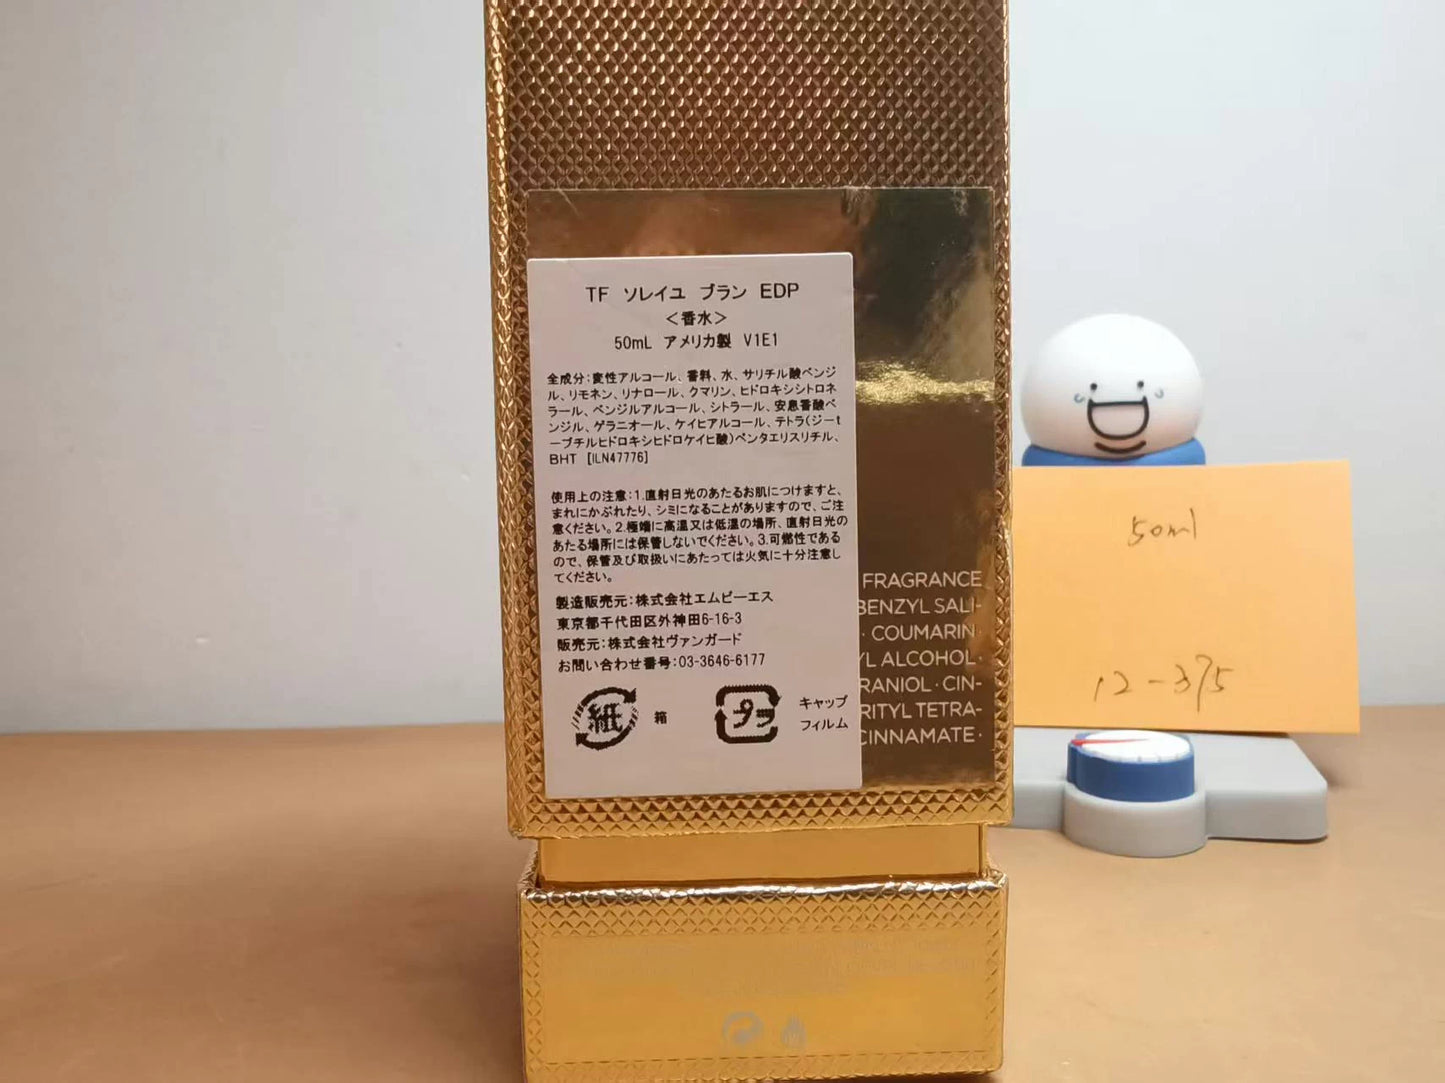 TF ソレイユ ブラン EDP
＜香水＞
50mL アメリカ製 V1E1
全成分：変性アルコール、香料、水、サリチル酸ベンジ
ル、リモネン、リナロール、クマリン、ヒドロキシシトロネ
ラール、ベンジルアルコール、シトラール、安息香酸ベ
ンジル、ゲラニオール、ケイヒアルコール、テトラ（ジーt
ーブチルヒドロキシヒドロケイヒ酸）ペンタエリスリチル、
BHT [ILN47776]
使用上の注意：1.直射日光のあたるお肌につけますと、
まれにかぶれたり、シミになることがありますので、ご注
意ください。2.極端に高温又は低温の場所、直射日光の
あたる場所には保管しないでください。3.可燃性である
ので、保管及び取扱いにあたっては火気に十分注意し
てください。
製造販売元：株式会社エムピーエス
東京都千代田区外神田6-16-3
販売元：株式会社ヴァンガード
お問い合わせ番号：03-3646-6177
紙 箱
プラ キャップ
フィルム
FRAGRANCE
BENZYL SALI-
· COUMARIN·
YL ALCOHOL·
RANIOL·CIN-
RITYL TETRA-
CINNAMATE·
50ml
12-375